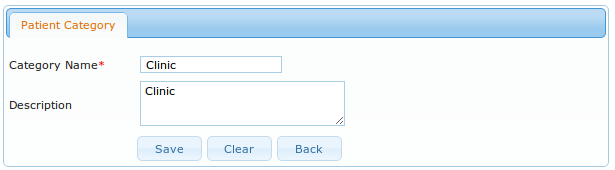 Patient Category
Category Name* Clinic
Description Clinic
Save Clear Back